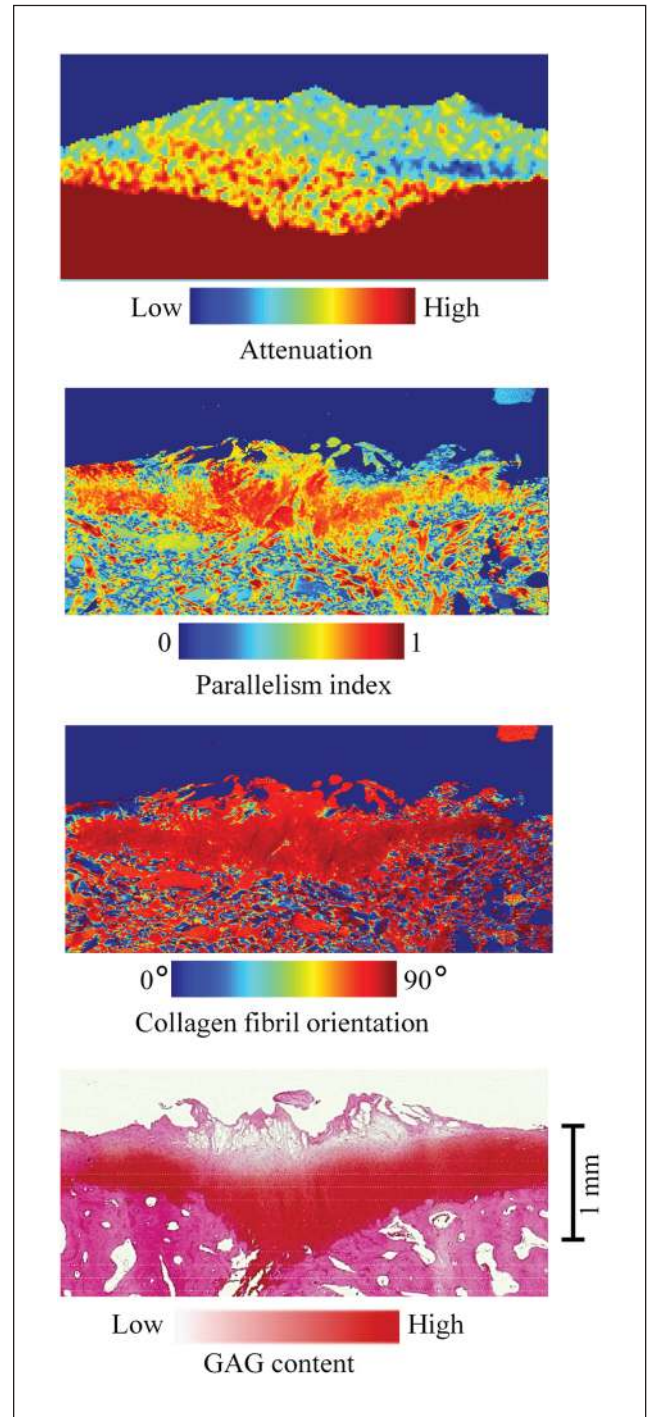 Low High
Attenuation
0 1
Parallelism index
0° 90°
Collagen fibril orientation
1 mm
Low High
GAG content